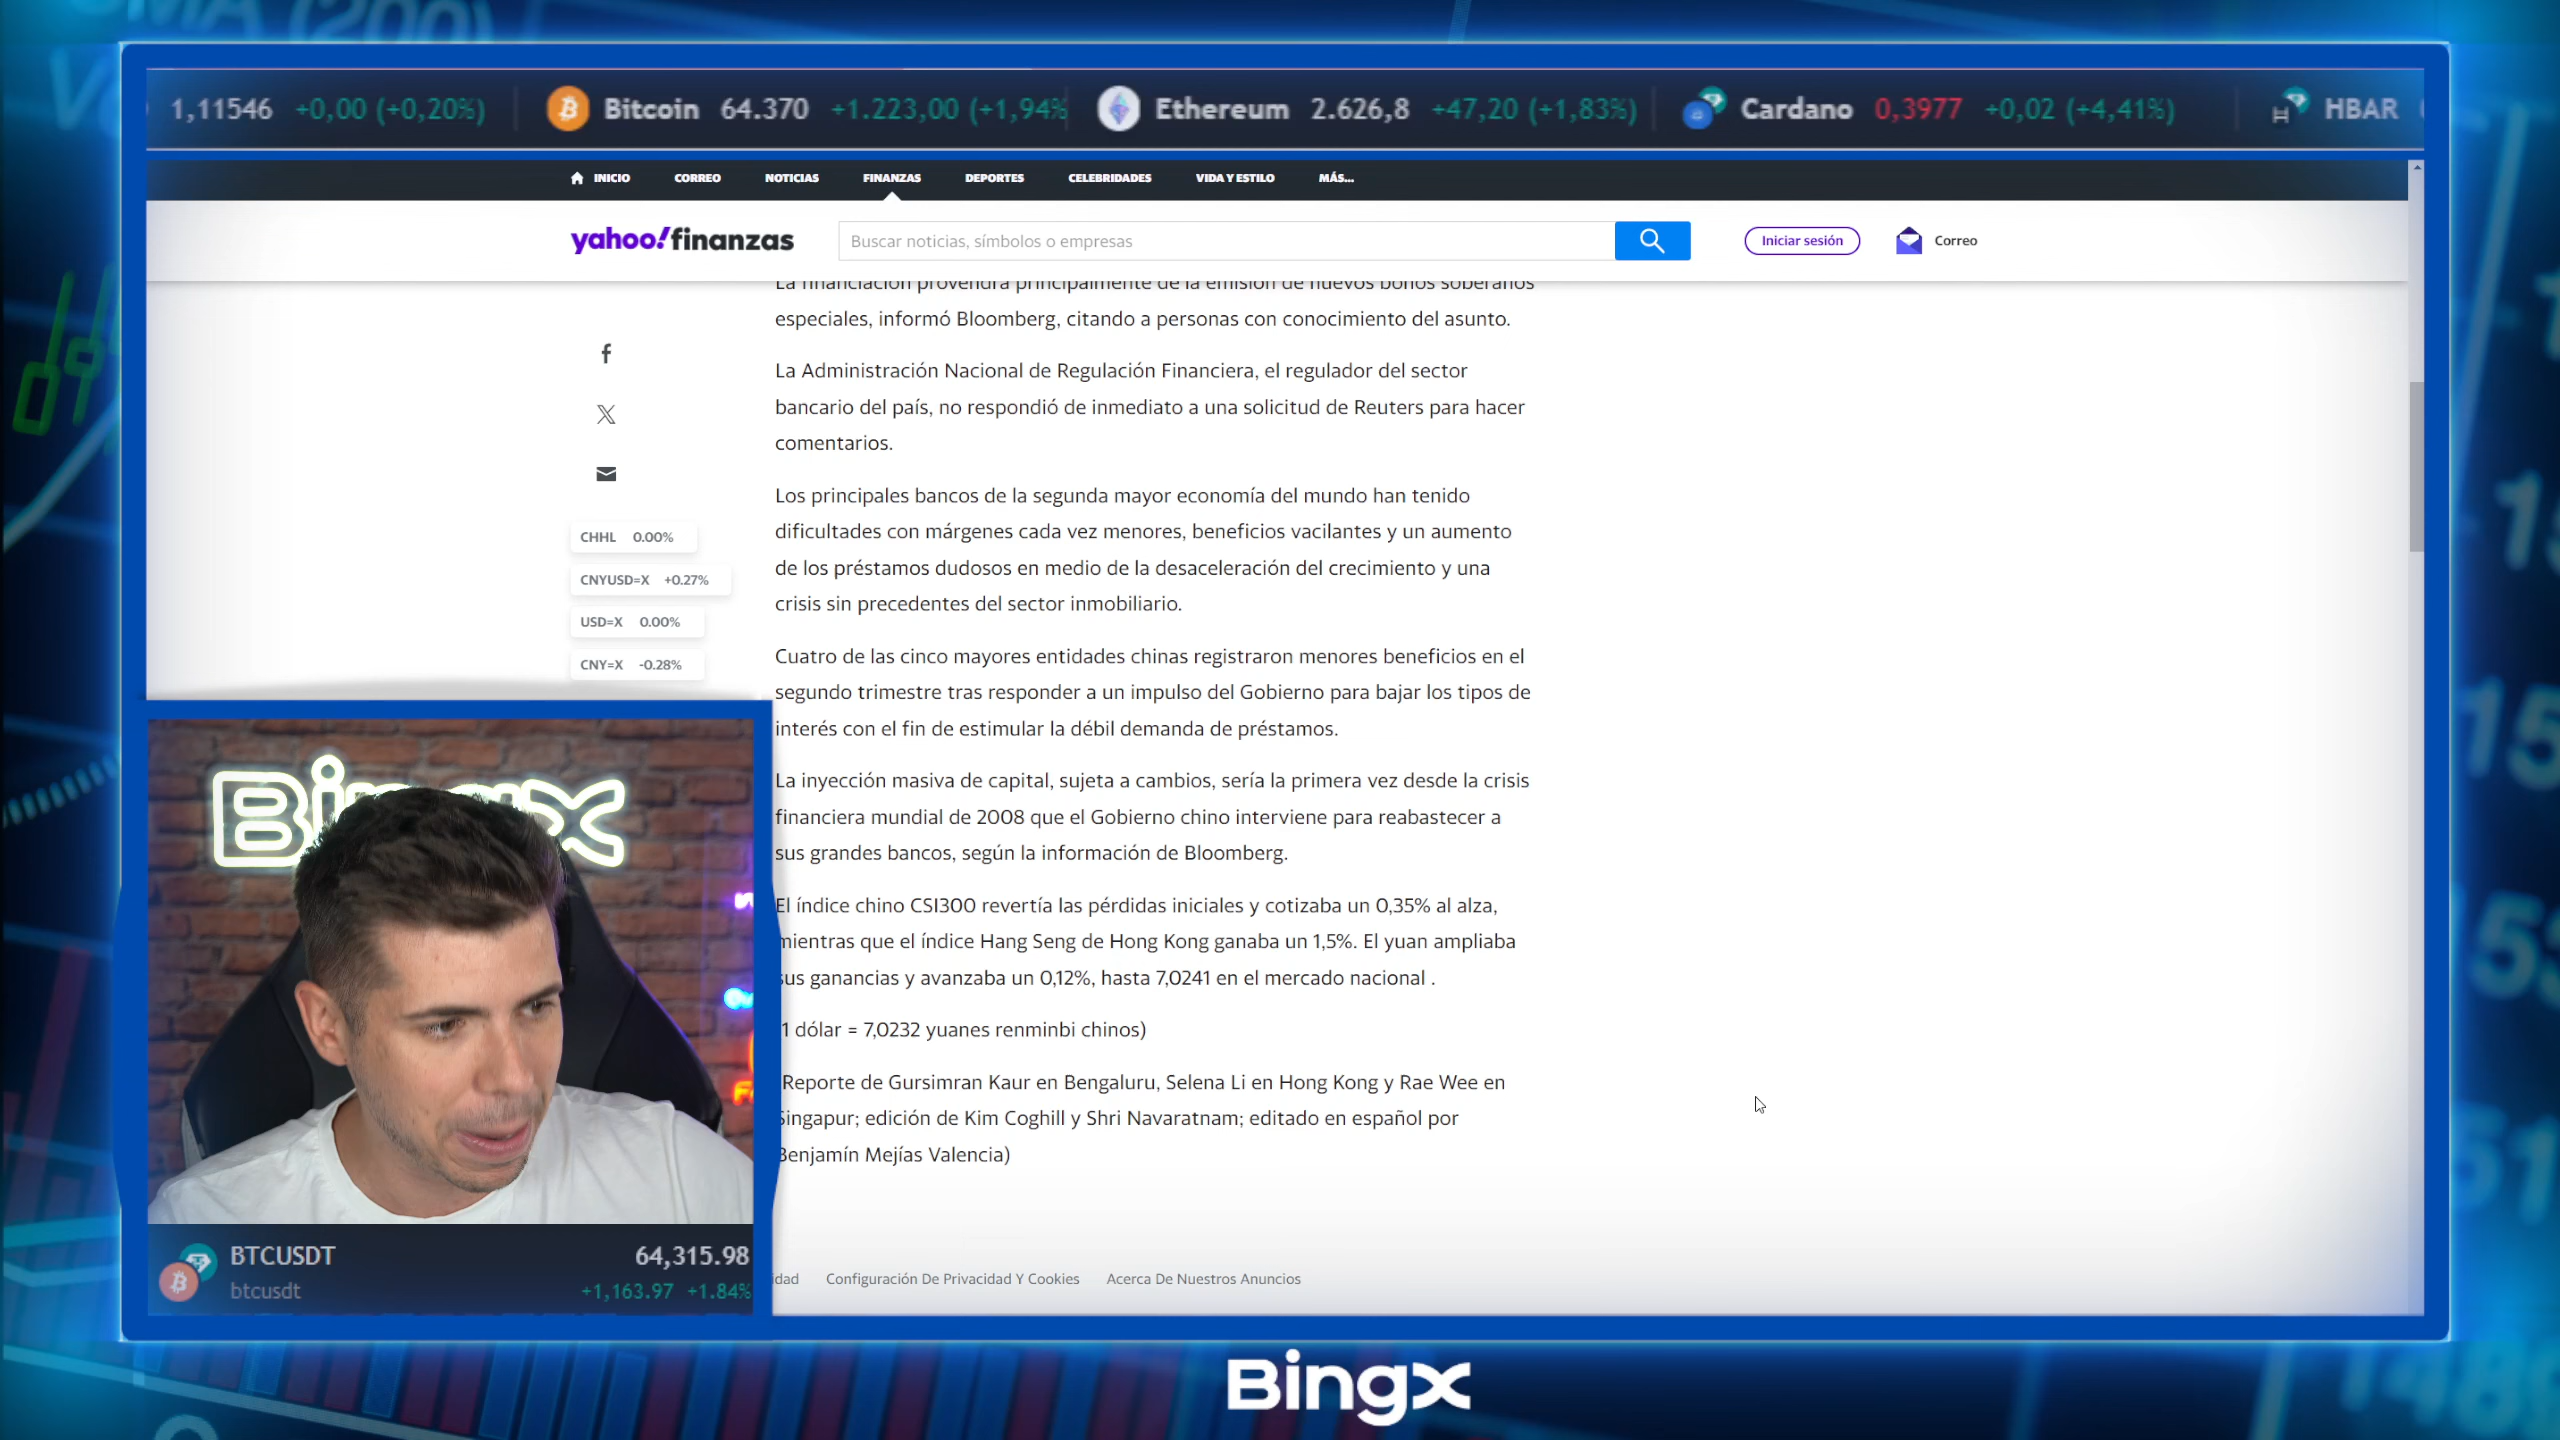 1,11546 +0,00 (+0,20%) Bitcoin 64.370 +1.223,00 (+1,94% Ethereum 2.626,8 +47,20 (+1,83%) Cardano 0,3977 +0,02 (+4,41%) HBAR
INICIO CORREO NOTICIAS FINANZAS DEPORTES CELEBRIDADES VIDA Y ESTILO MÁS...
yahoo!finanzas Buscar noticias, símbolos o empresas Iniciar sesión Correo
La financiación provendrá principalmente de la emisión de nuevos bonos soberanos
especiales, informó Bloomberg, citando a personas con conocimiento del asunto.
La Administración Nacional de Regulación Financiera, el regulador del sector
bancario del país, no respondió de inmediato a una solicitud de Reuters para hacer
comentarios.
CHHL 0.00%
CNYUSD=X +0.27%
USD=X 0.00%
CNY=X -0.28%
Los principales bancos de la segunda mayor economía del mundo han tenido
dificultades con márgenes cada vez menores, beneficios vacilantes y un aumento
de los préstamos dudosos en medio de la desaceleración del crecimiento y una
crisis sin precedentes del sector inmobiliario.
Cuatro de las cinco mayores entidades chinas registraron menores beneficios en el
segundo trimestre tras responder a un impulso del Gobierno para bajar los tipos de
interés con el fin de estimular la débil demanda de préstamos.
La inyección masiva de capital, sujeta a cambios, sería la primera vez desde la crisis
financiera mundial de 2008 que el Gobierno chino interviene para reabastecer a
sus grandes bancos, según la información de Bloomberg.
El índice chino CSI300 revertía las pérdidas iniciales y cotizaba un 0,35% al alza,
mientras que el índice Hang Seng de Hong Kong ganaba un 1,5%. El yuan ampliaba
sus ganancias y avanzaba un 0,12%, hasta 7,0241 en el mercado nacional .
1 dólar = 7,0232 yuanes renminbi chinos)
Reporte de Gursimran Kaur en Bengaluru, Selena Li en Hong Kong y Rae Wee en
Singapur; edición de Kim Coghill y Shri Navaratnam; editado en español por
Benjamín Mejías Valencia)
idad Configuración De Privacidad Y Cookies Acerca De Nuestros Anuncios
BTCUSDT 64,315.98
btcusdt +1,163.97 +1.84%
BingX